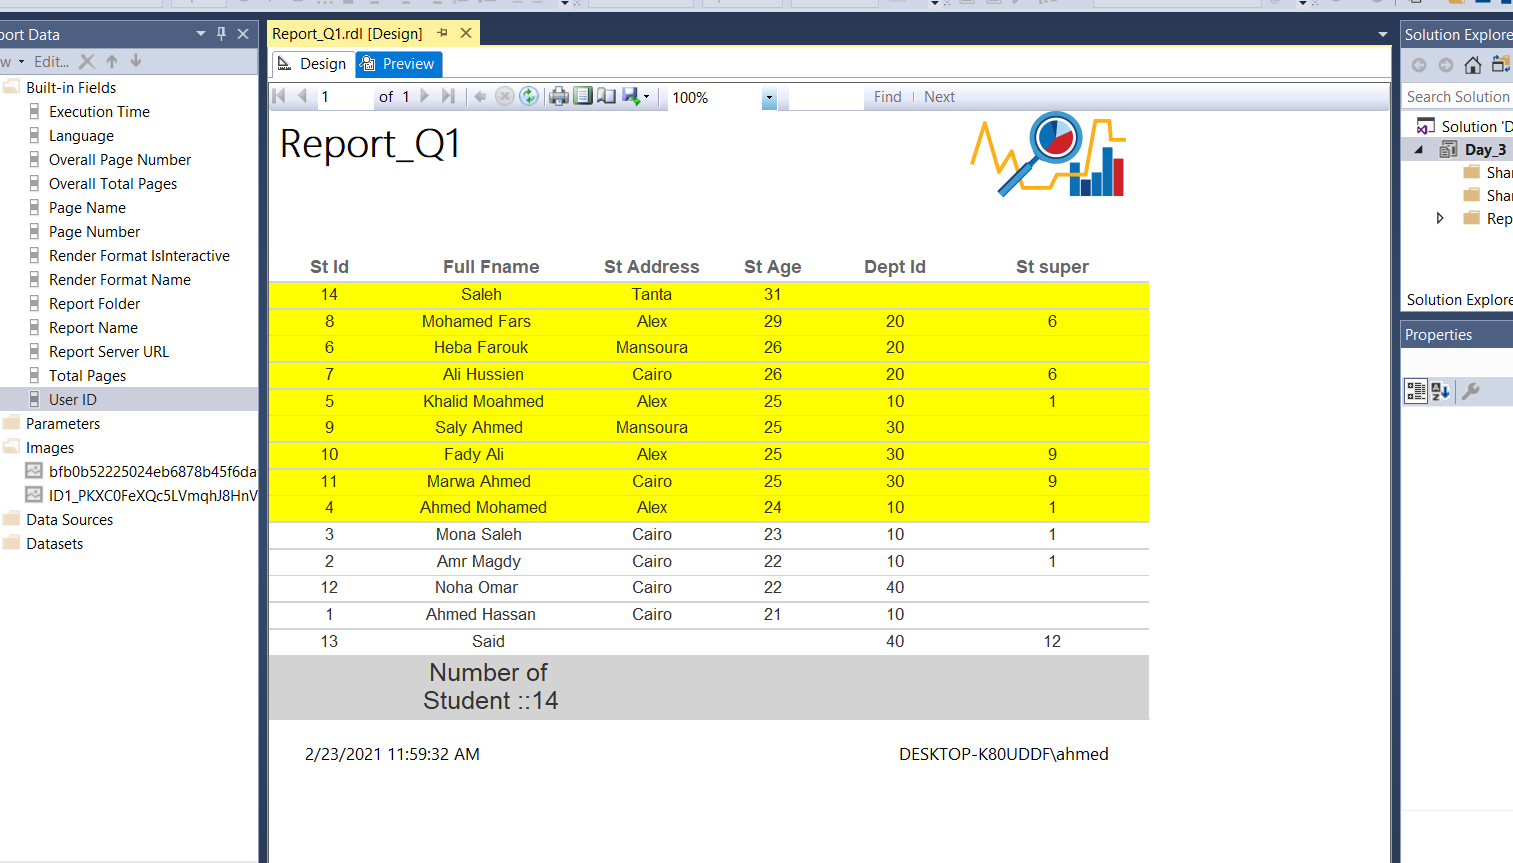 port Data
Report_Q1.rdl [Design]
Solution Explore
w Edit...
Design Preview
1 of 1 100% Find Next
Search Solution
Built-in Fields
Execution Time
Language
Overall Page Number
Overall Total Pages
Page Name
Page Number
Render Format IsInteractive
Render Format Name
Report Folder
Report Name
Report Server URL
Total Pages
User ID
Parameters
Images
bfb0b52225024eb6878b45f6da
ID1_PKXC0FeXQc5LVmqhJ8HnV
Data Sources
Datasets
Report_Q1
St Id Full Fname St Address St Age Dept Id St super
14 Saleh Tanta 31
8 Mohamed Fars Alex 29 20 6
6 Heba Farouk Mansoura 26 20
7 Ali Hussien Cairo 26 20 6
5 Khalid Moahmed Alex 25 10 1
9 Saly Ahmed Mansoura 25 30
10 Fady Ali Alex 25 30 9
11 Marwa Ahmed Cairo 25 30 9
4 Ahmed Mohamed Alex 24 10 1
3 Mona Saleh Cairo 23 10 1
2 Amr Magdy Cairo 22 10 1
12 Noha Omar Cairo 22 40
1 Ahmed Hassan Cairo 21 10
13 Said 40 12
Number of
Student ::14
2/23/2021 11:59:32 AM DESKTOP-K80UDDF\ahmed
Solution 'D
Day_3
Shar
Shar
Rep
Solution Explore
Properties